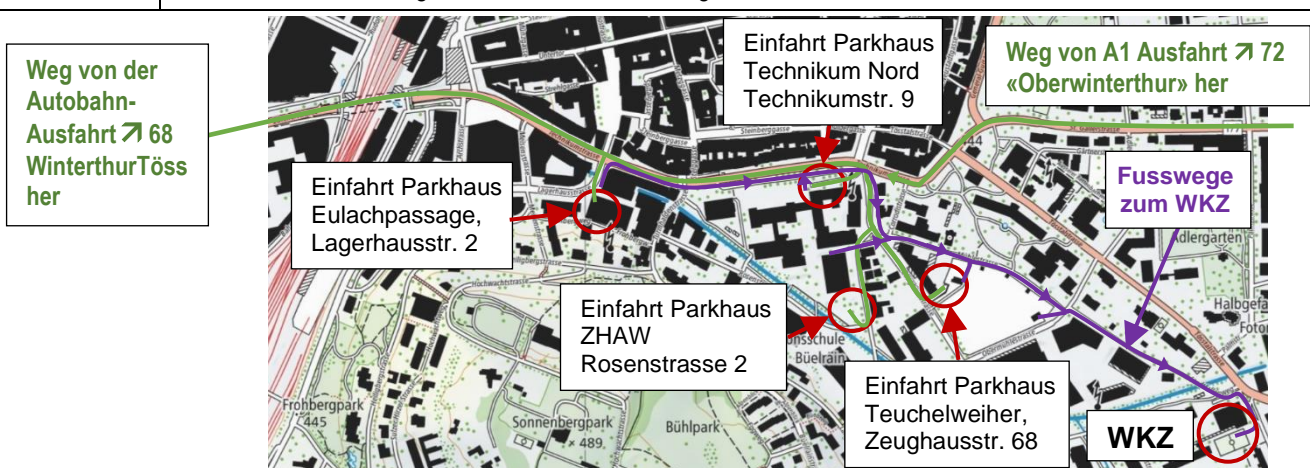 Weg von der
Autobahn-
Ausfahrt ↗ 68
WinterthurTöss
her
Einfahrt Parkhaus
Technikum Nord
Technikumstr. 9
Weg von A1 Ausfahrt ↗ 72
«Oberwinterthur» her
Einfahrt Parkhaus
Eulachpassage,
Lagerhausstr. 2
Fusswege
zum WKZ
Einfahrt Parkhaus
ZHAW
Rosenstrasse 2
Einfahrt Parkhaus
Teuchelweiher,
Zeughausstr. 68
WKZ
Steinberggasse
Technikumstrasse
Lagerhausstrasse
Hochwachtstrasse
Adlergarten
Büelrain
Frohbergpark
445
Sonnenbergpark
489
Bühlpark